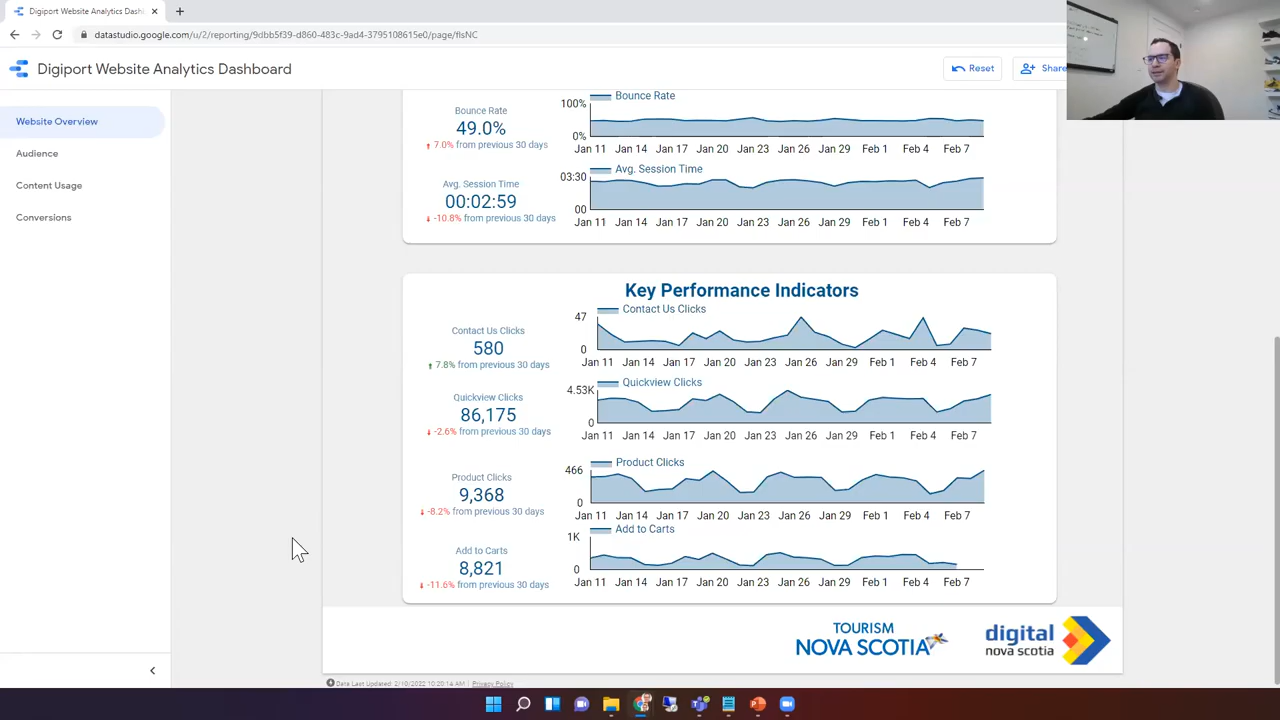 Digiport Website Analytics Dash
datastudio.google.com/u/2/reporting/9dbb5f39-d860-483c-9ad4-3795108615e0/page/fIsNC
Digiport Website Analytics Dashboard
Reset
Share
Website Overview
Audience
Content Usage
Conversions
Bounce Rate
49.0%
7.0% from previous 30 days
Bounce Rate
100%
0%
Jan 11 Jan 14 Jan 17 Jan 20 Jan 23 Jan 26 Jan 29 Feb 1 Feb 4 Feb 7
Avg. Session Time
00:02:59
-10.8% from previous 30 days
Avg. Session Time
03:30
00
Jan 11 Jan 14 Jan 17 Jan 20 Jan 23 Jan 26 Jan 29 Feb 1 Feb 4 Feb 7
Key Performance Indicators
Contact Us Clicks
580
7.8% from previous 30 days
Contact Us Clicks
47
0
Jan 11 Jan 14 Jan 17 Jan 20 Jan 23 Jan 26 Jan 29 Feb 1 Feb 4 Feb 7
Quickview Clicks
86,175
-2.6% from previous 30 days
Quickview Clicks
4.53K
0
Jan 11 Jan 14 Jan 17 Jan 20 Jan 23 Jan 26 Jan 29 Feb 1 Feb 4 Feb 7
Product Clicks
9,368
-8.2% from previous 30 days
Product Clicks
466
0
Jan 11 Jan 14 Jan 17 Jan 20 Jan 23 Jan 26 Jan 29 Feb 1 Feb 4 Feb 7
Add to Carts
8,821
-11.6% from previous 30 days
Add to Carts
1K
0
Jan 11 Jan 14 Jan 17 Jan 20 Jan 23 Jan 26 Jan 29 Feb 1 Feb 4 Feb 7
TOURISM
NOVA SCOTIA
digital
nova scotia
Data Last Updated: 2/10/2022 10:20:14 AM | Privacy Policy